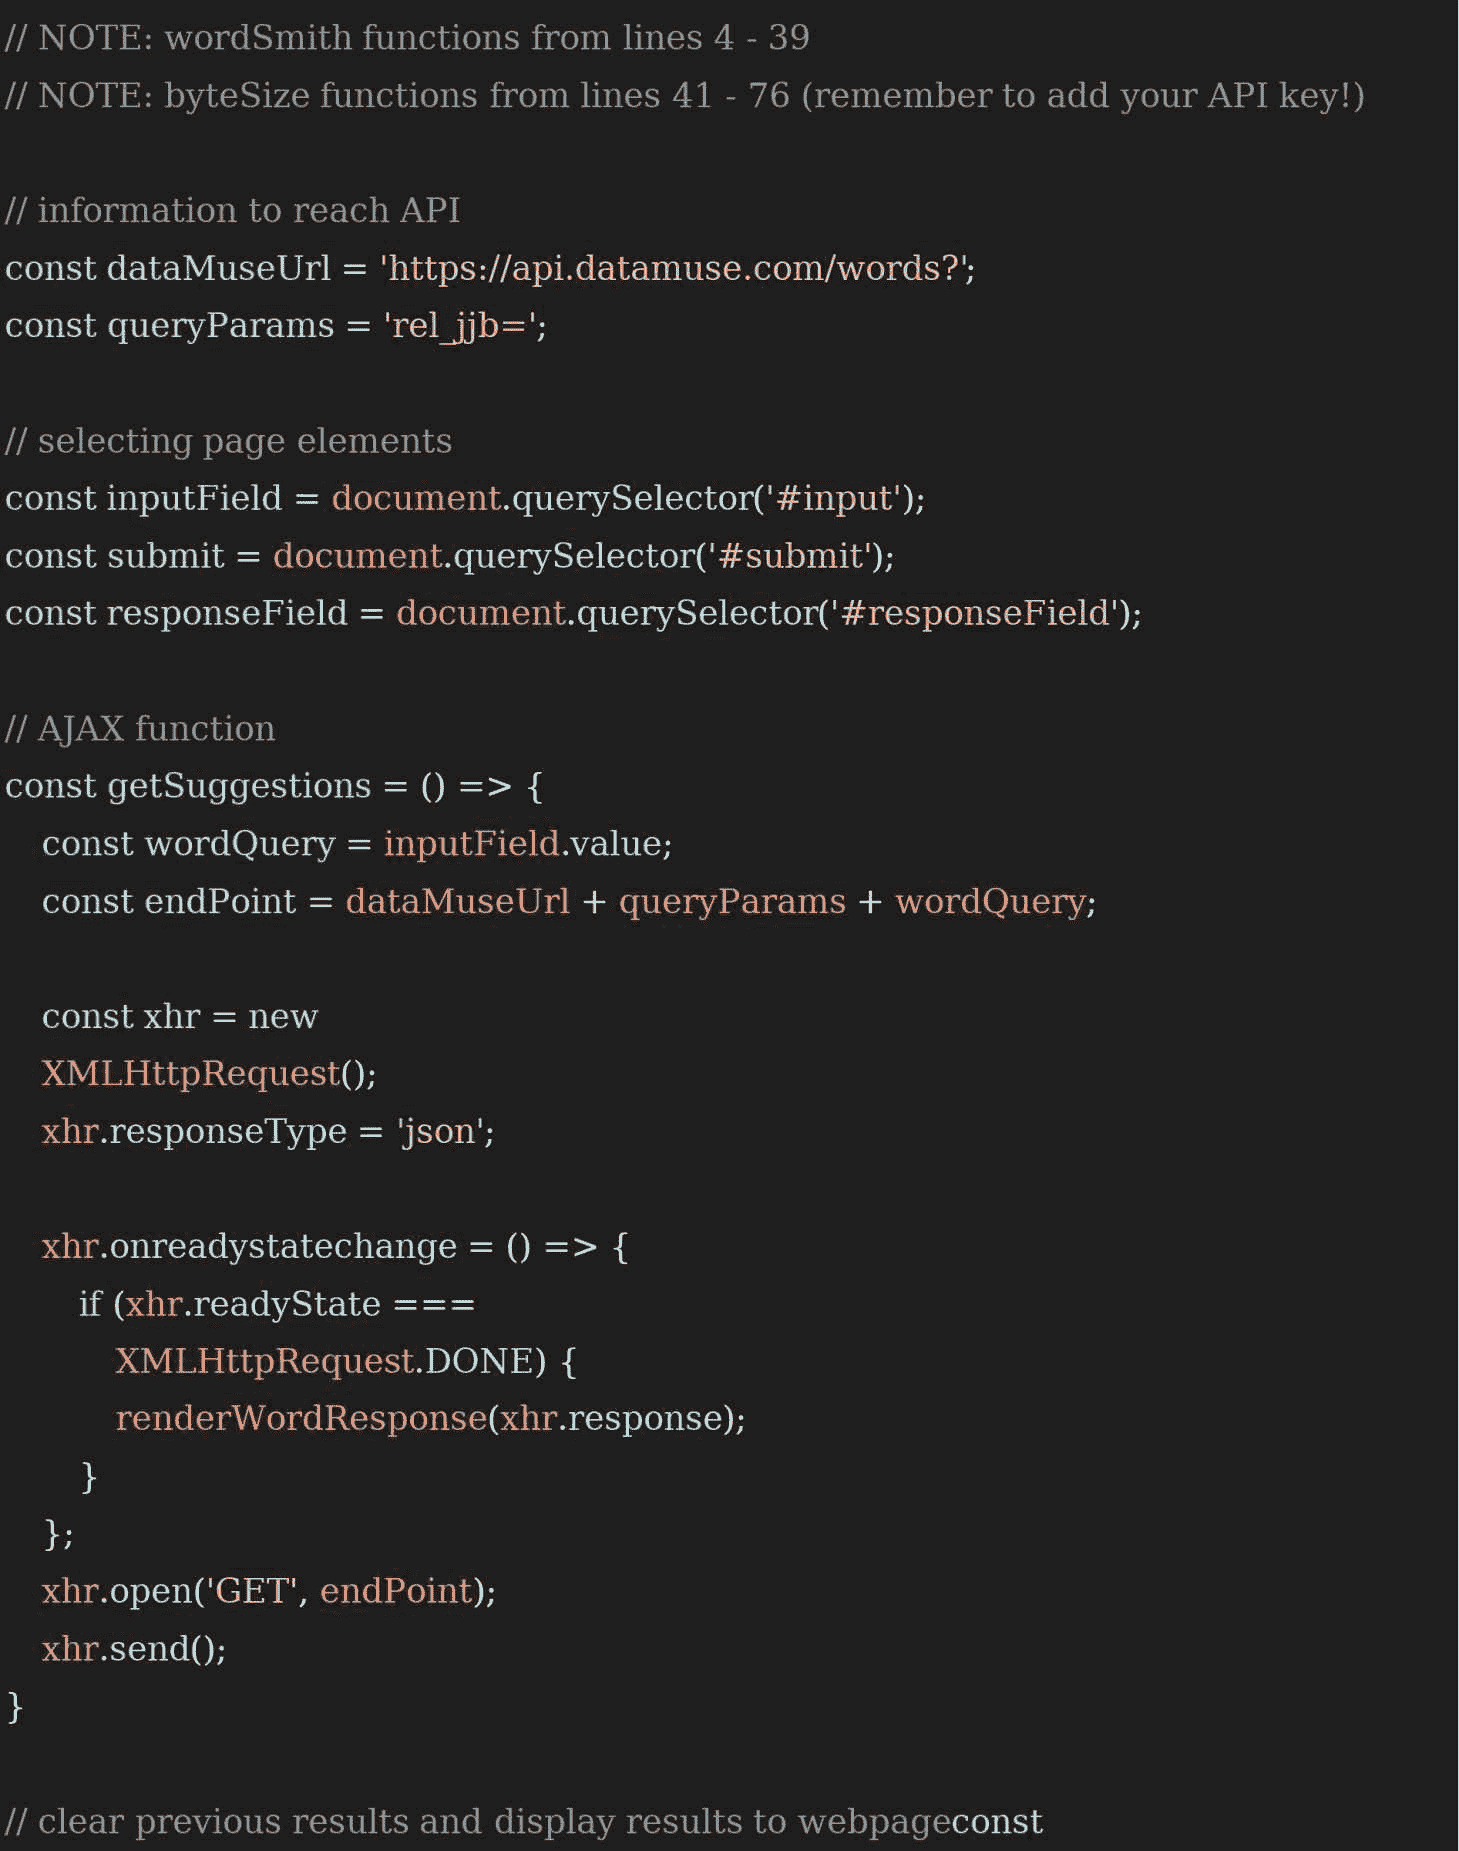 // NOTE: wordSmith functions from lines 4 - 39
// NOTE: byteSize functions from lines 41 - 76 (remember to add your API key!)
// information to reach API
const dataMuseUrl = 'https://api.datamuse.com/words?';
const queryParams = 'rel_jjb=';
// selecting page elements
const inputField = document.querySelector('#input');
const submit = document.querySelector('#submit');
const responseField = document.querySelector('#responseField');
// AJAX function
const getSuggestions = () => {
    const wordQuery = inputField.value;
    const endPoint = dataMuseUrl + queryParams + wordQuery;
    const xhr = new
    XMLHttpRequest();
    xhr.responseType = 'json';
    xhr.onreadystatechange = () => {
        if (xhr.readyState ===
            XMLHttpRequest.DONE) {
            renderWordResponse(xhr.response);
        }
    };
    xhr.open('GET', endPoint);
    xhr.send();
}
// clear previous results and display results to webpageconst